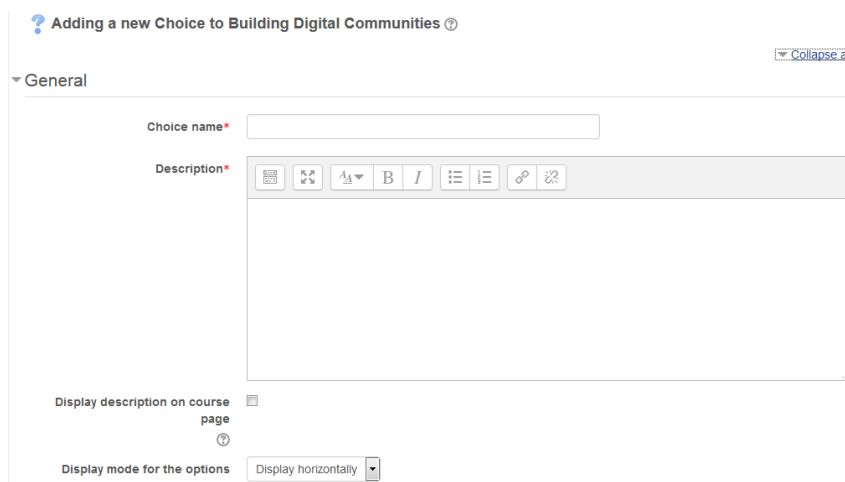 Adding a new Choice to Building Digital Communities
Collapse a
General
Choice name*
Description*
B I
Display description on course
page
Display mode for the options Display horizontally